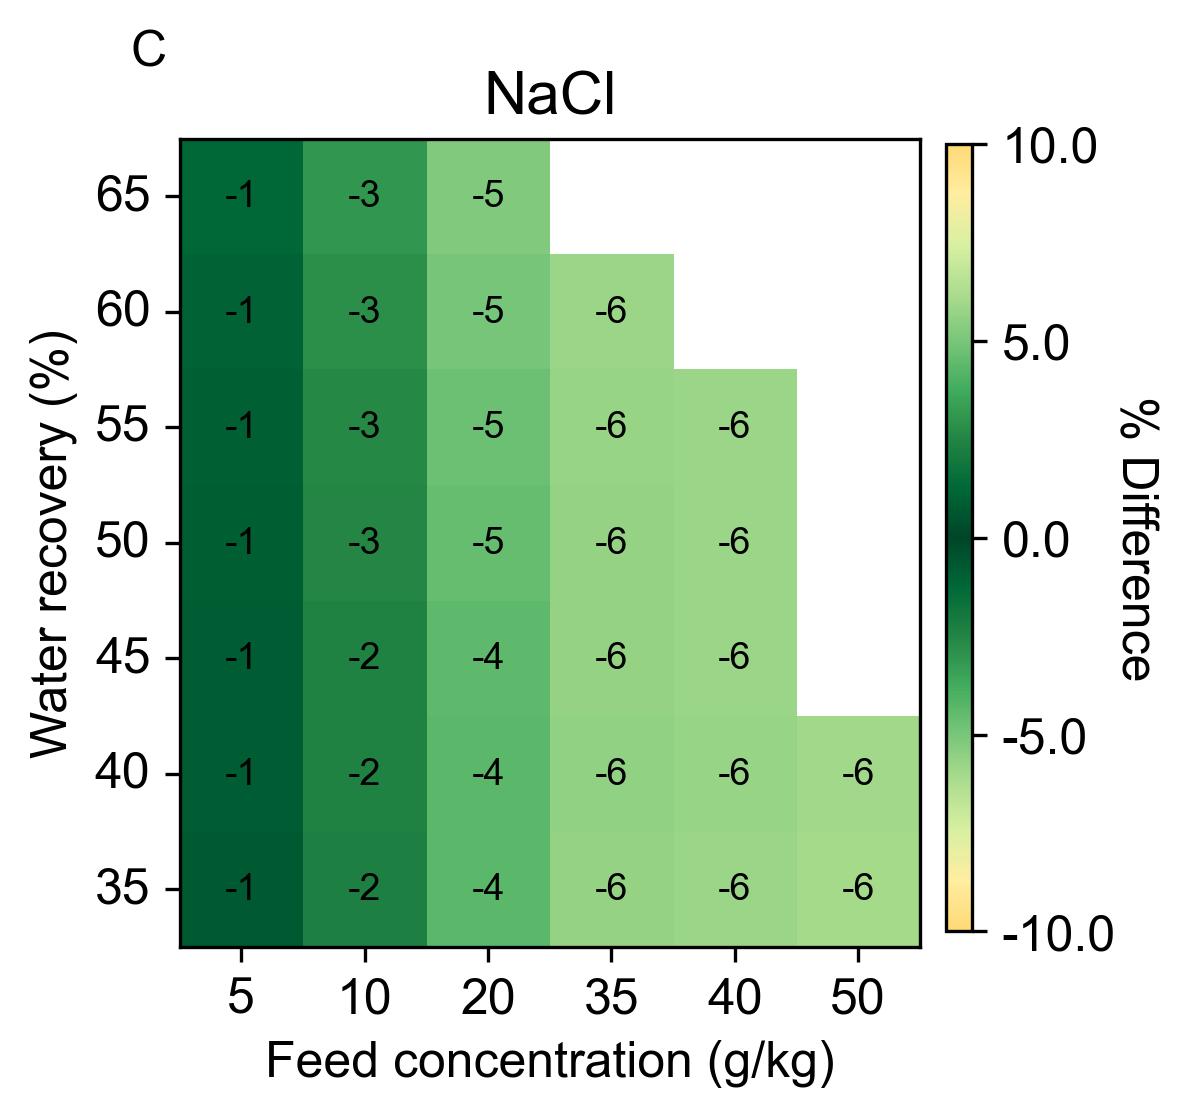 C
NaCl
65 -1 -3 -5
60 -1 -3 -5 -6
55 -1 -3 -5 -6 -6
50 -1 -3 -5 -6 -6
45 -1 -2 -4 -6 -6
40 -1 -2 -4 -6 -6 -6
35 -1 -2 -4 -6 -6 -6
5 10 20 35 40 50
Feed concentration (g/kg)
Water recovery (%)
10.0
5.0
0.0
-5.0
-10.0
% Difference